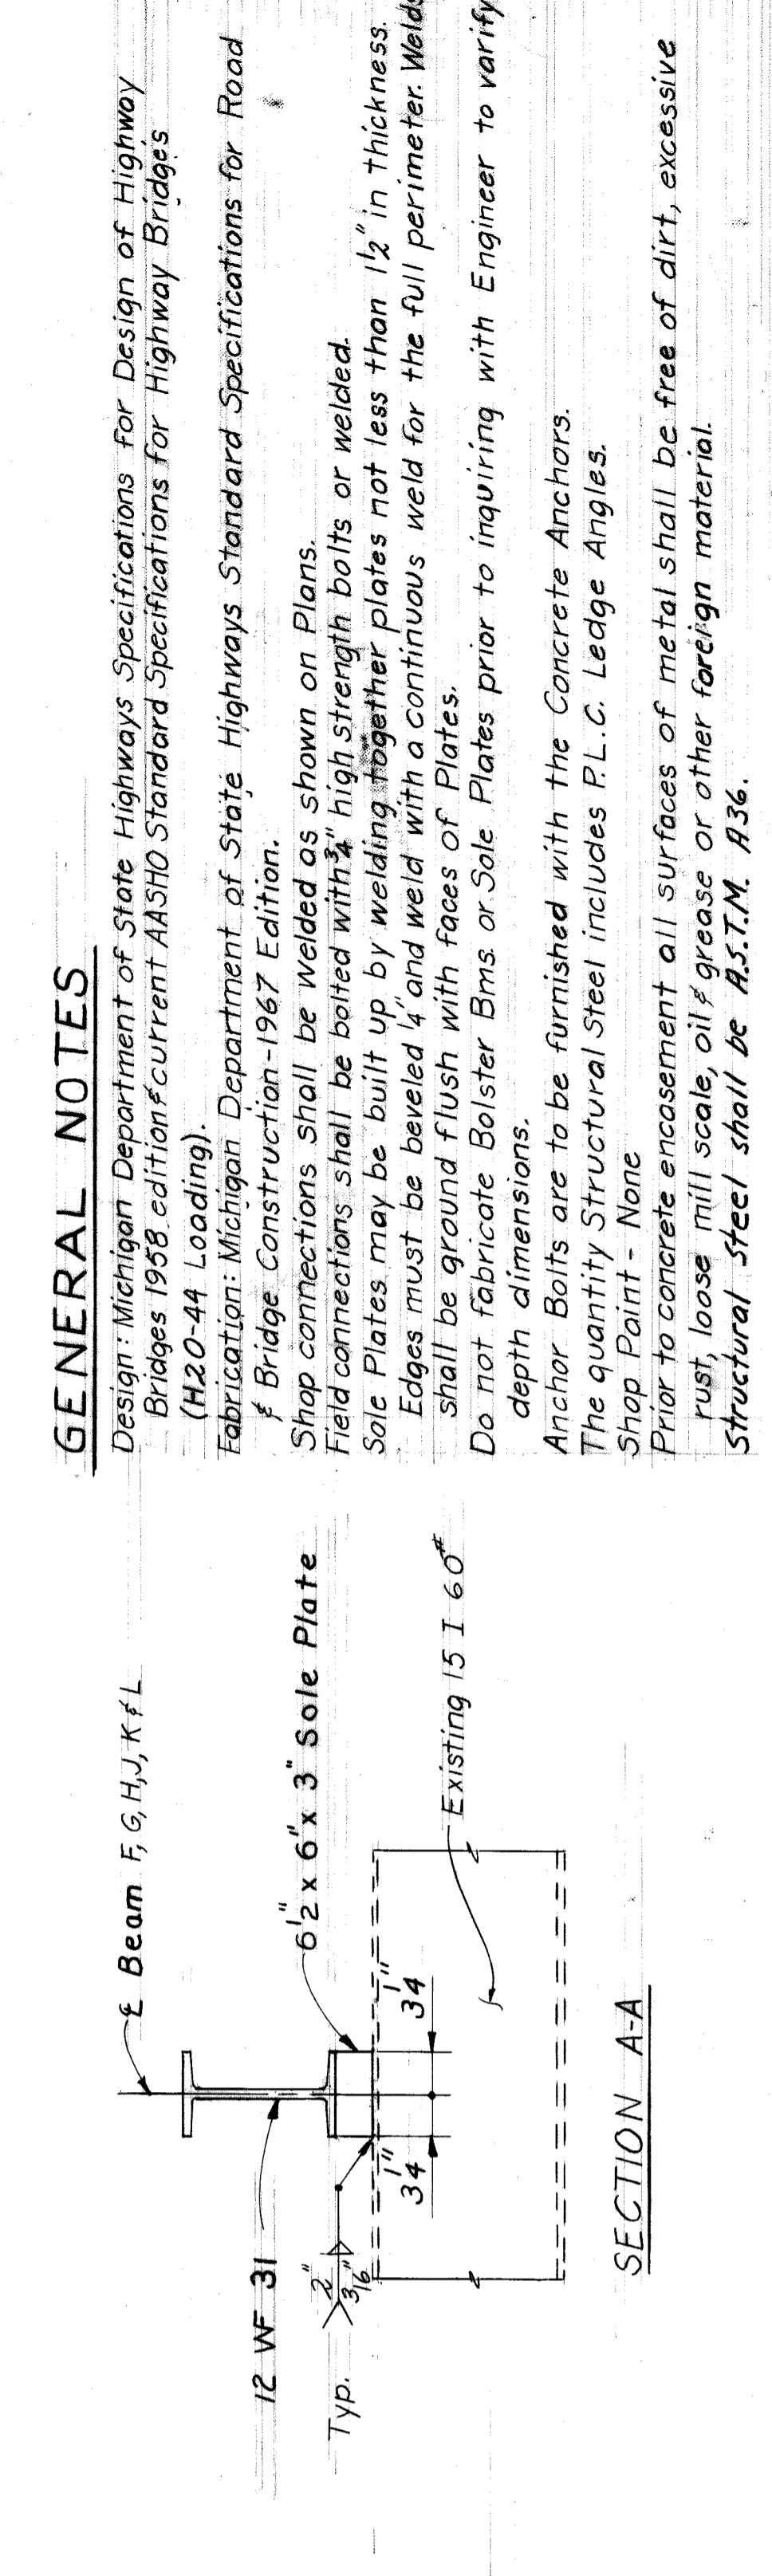 GENERAL NOTES
Design: Michigan Department of State Highways Specifications for Design of Highway
Bridges 1958 edition & current AASHO Standard Specifications for Highway Bridges
(H20-44 Loading).
Fabrication: Michigan Department of State Highways Standard Specifications for Road
& Bridge Construction-1967 Edition.
Shop connections shall be welded as shown on Plans.
Field connections shall be bolted with 3/4" high strength bolts or welded.
Sole Plates may be built up by welding together plates not less than 1 1/2" in thickness.
Edges must be beveled 1/4" and weld with a continuous weld for the full perimeter. Welds
shall be ground flush with faces of Plates.
Do not fabricate Bolster Bms. or Sole Plates prior to inquiring with Engineer to varify
depth dimensions.
Anchor Bolts are to be furnished with the Concrete Anchors.
The quantity Structural Steel includes P.L.C. Ledge Angles.
Shop Paint - None
Prior to concrete encasement all surfaces of metal shall be free of dirt, excessive
rust, loose mill scale, oil & grease or other foreign material.
Structural steel shall be A.S.T.M. A36.
℄ Beam F, G, H, J, K & L
12 WF 31
6 1/2" x 6" x 3" Sole Plate
Typ.
2"
3/16"
3 1/4"
3 1/4"
Existing 15 I 60#
SECTION A-A